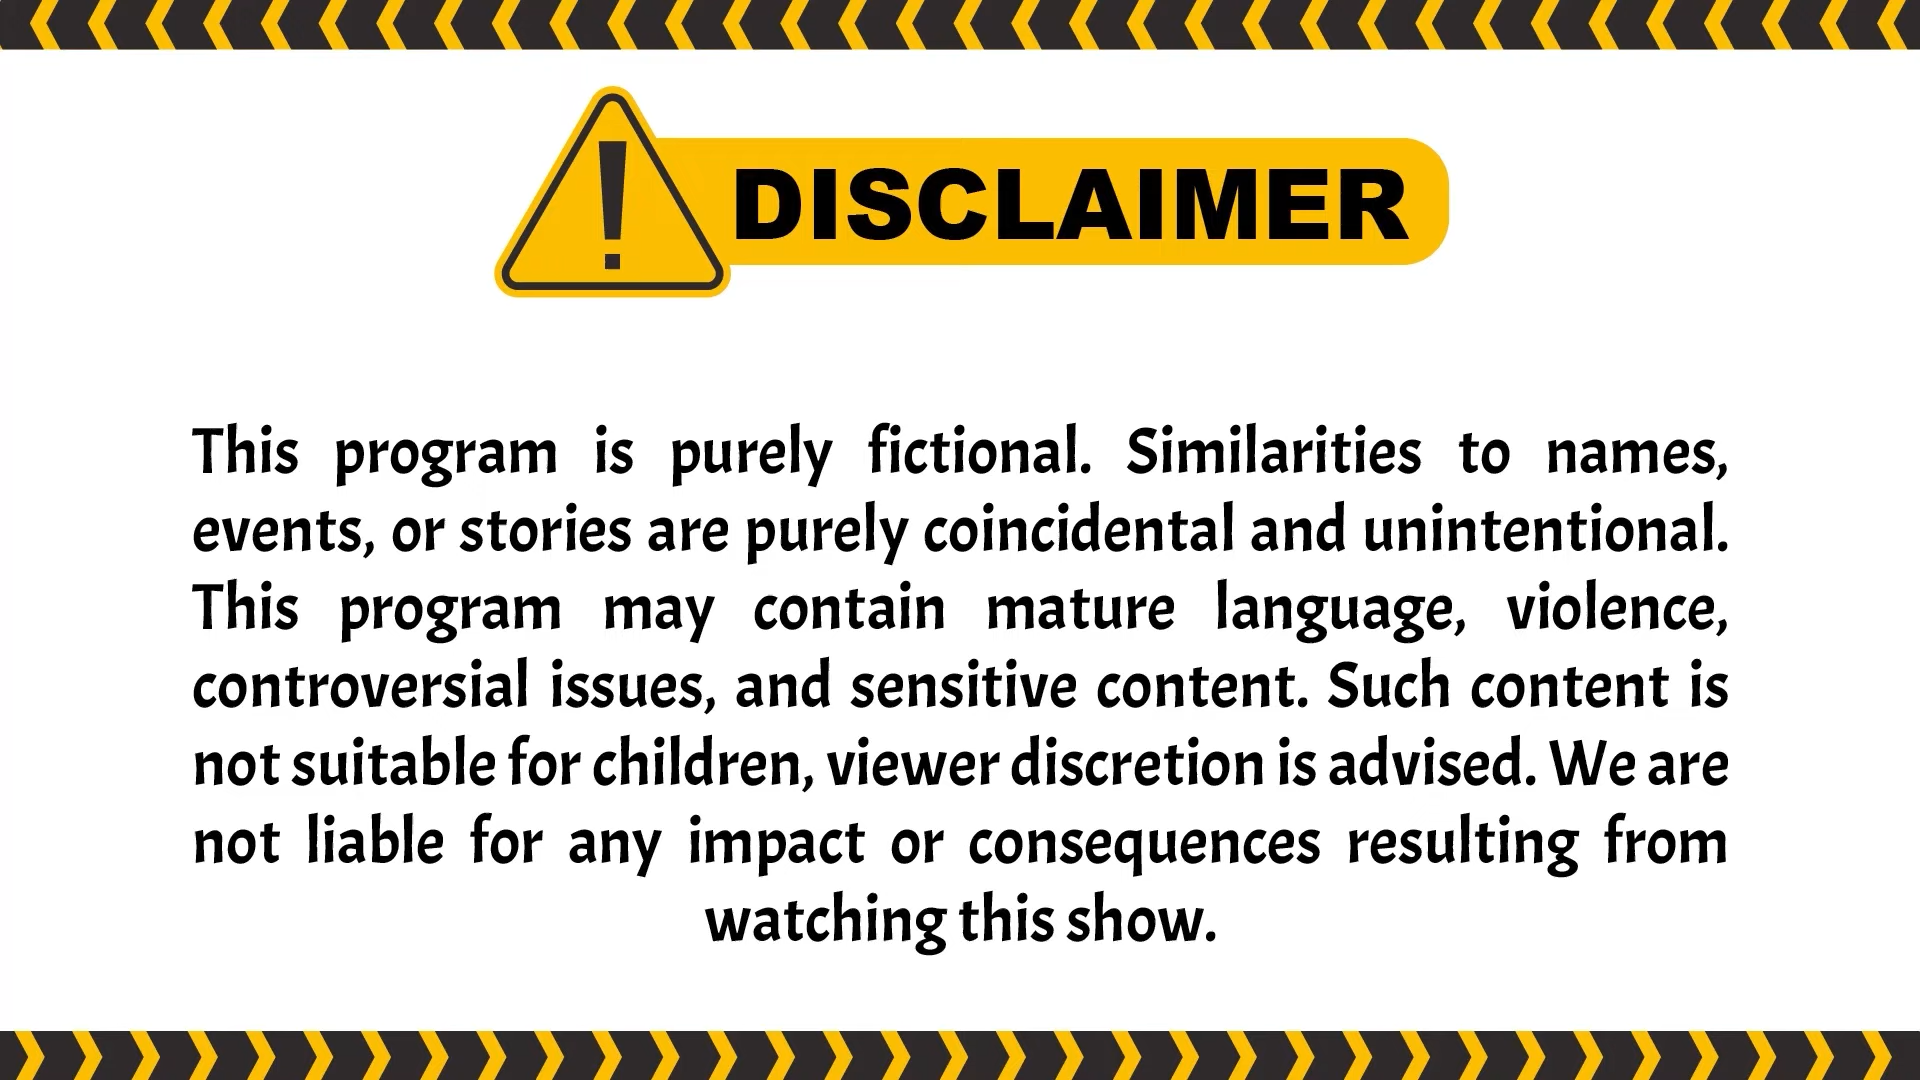 DISCLAIMER
This program is purely fictional. Similarities to names,
events, or stories are purely coincidental and unintentional.
This program may contain mature language, violence,
controversial issues, and sensitive content. Such content is
not suitable for children, viewer discretion is advised. We are
not liable for any impact or consequences resulting from
watching this show.